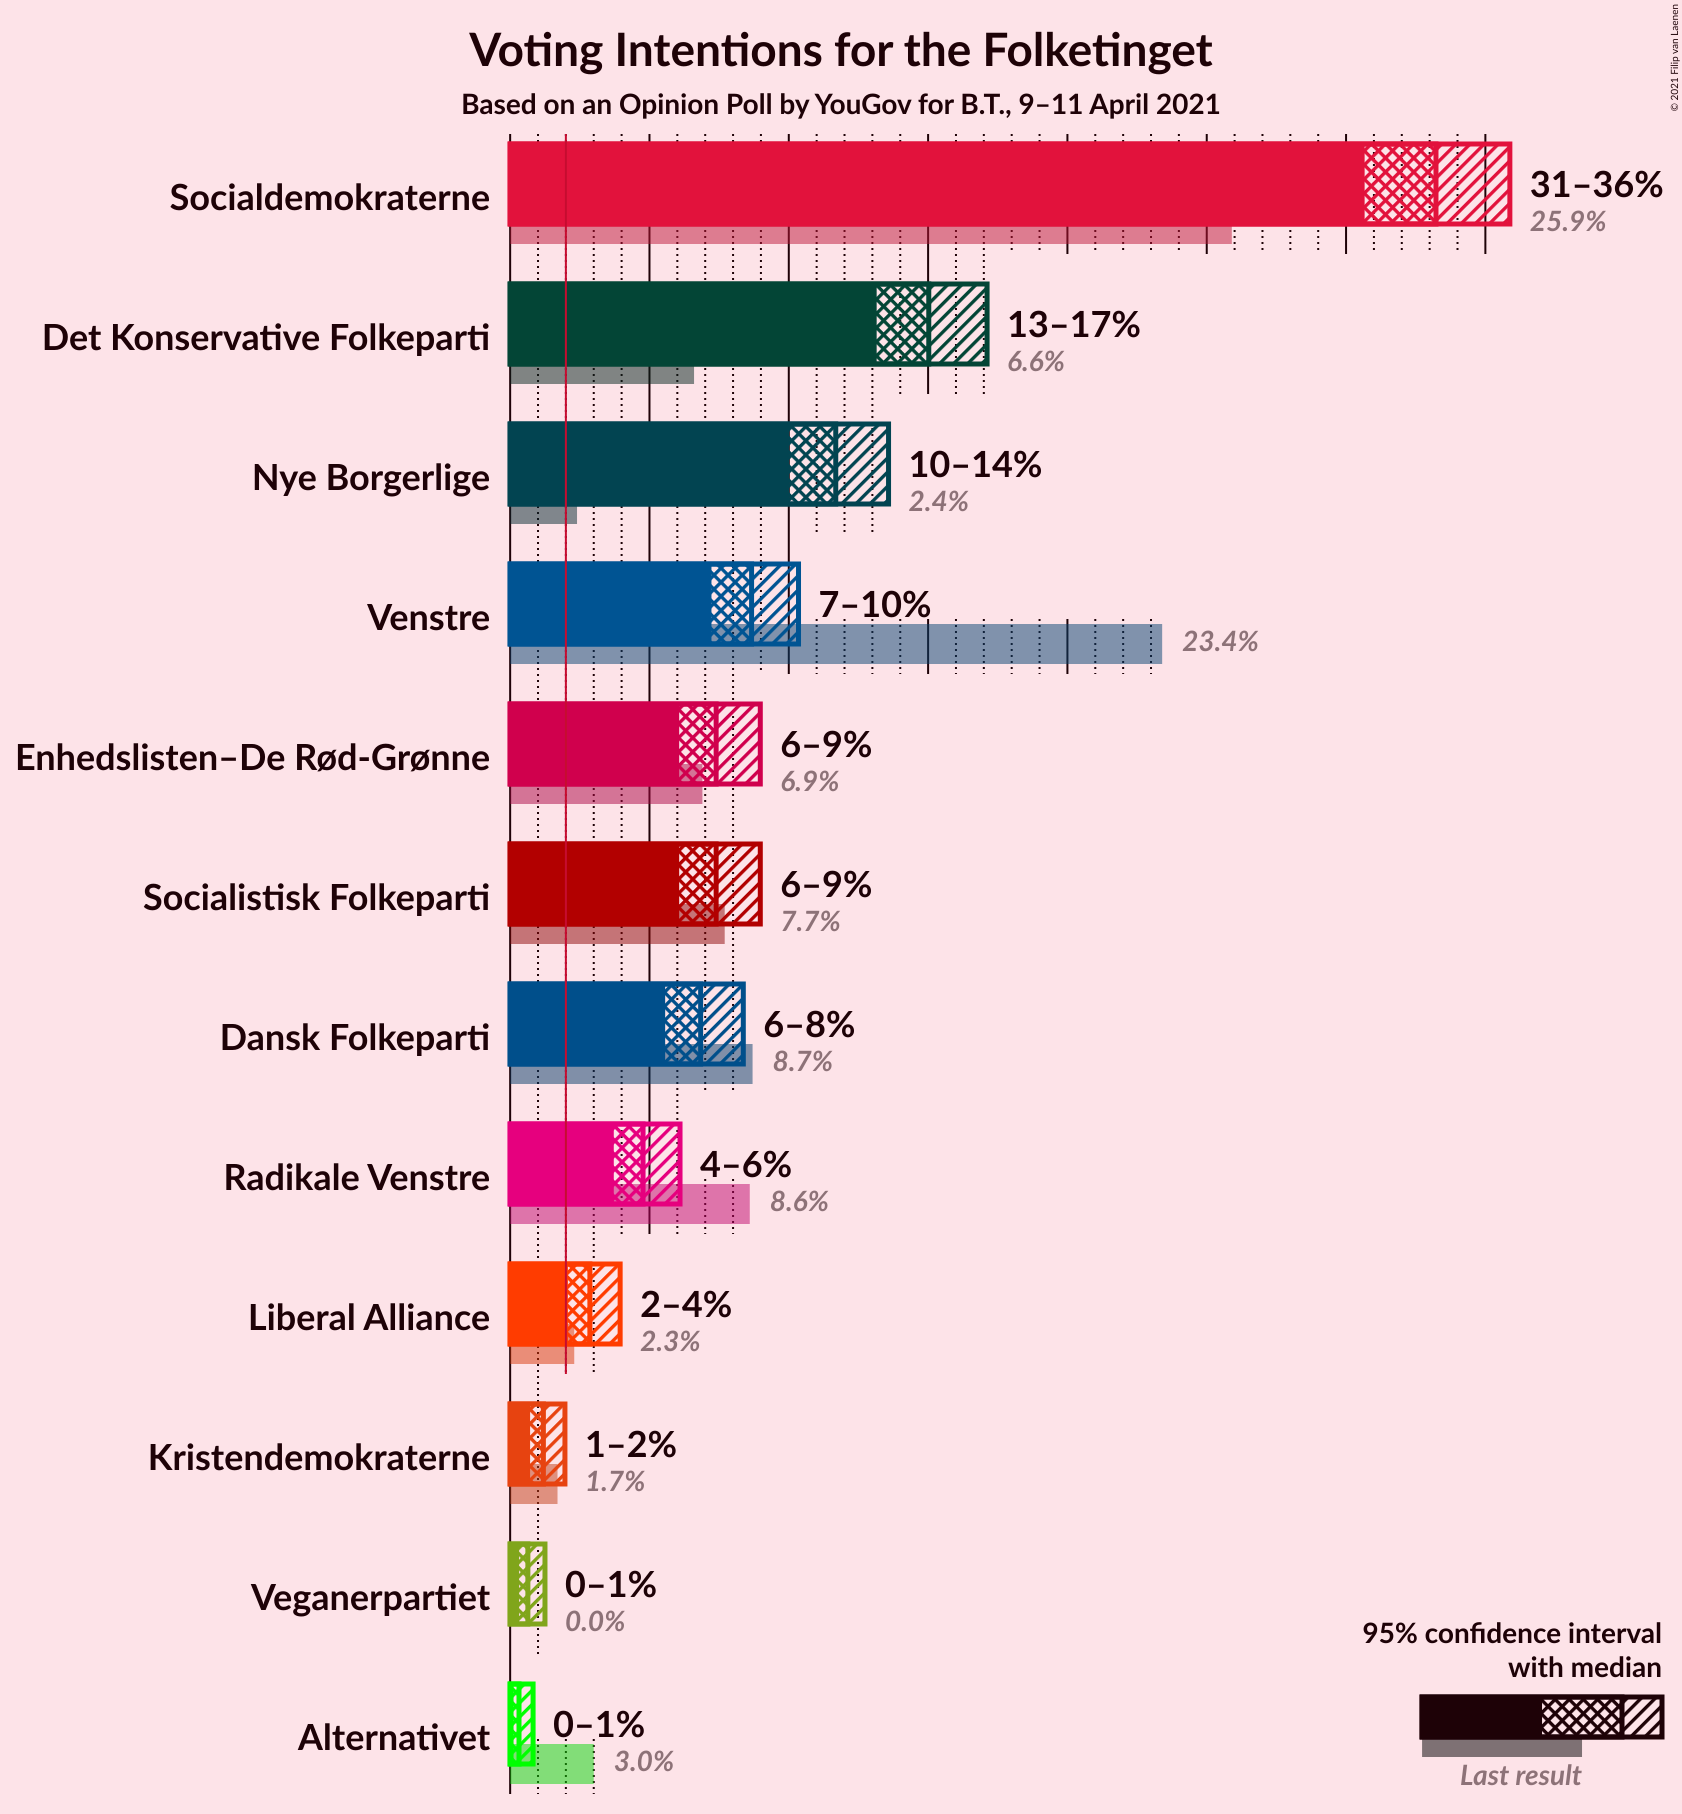 Voting Intentions for the Folketinget
Based on an Opinion Poll by YouGov for B.T., 9–11 April 2021
© 2021 Filip van Laenen
Socialdemokraterne
31–36%
25.9%
Det Konservative Folkeparti
13–17%
6.6%
Nye Borgerlige
10–14%
2.4%
Venstre
7–10%
23.4%
Enhedslisten–De Rød-Grønne
6–9%
6.9%
Socialistisk Folkeparti
6–9%
7.7%
Dansk Folkeparti
6–8%
8.7%
Radikale Venstre
4–6%
8.6%
Liberal Alliance
2–4%
2.3%
Kristendemokraterne
1–2%
1.7%
Veganerpartiet
0–1%
0.0%
Alternativet
0–1%
3.0%
95% confidence interval
with median
Last result